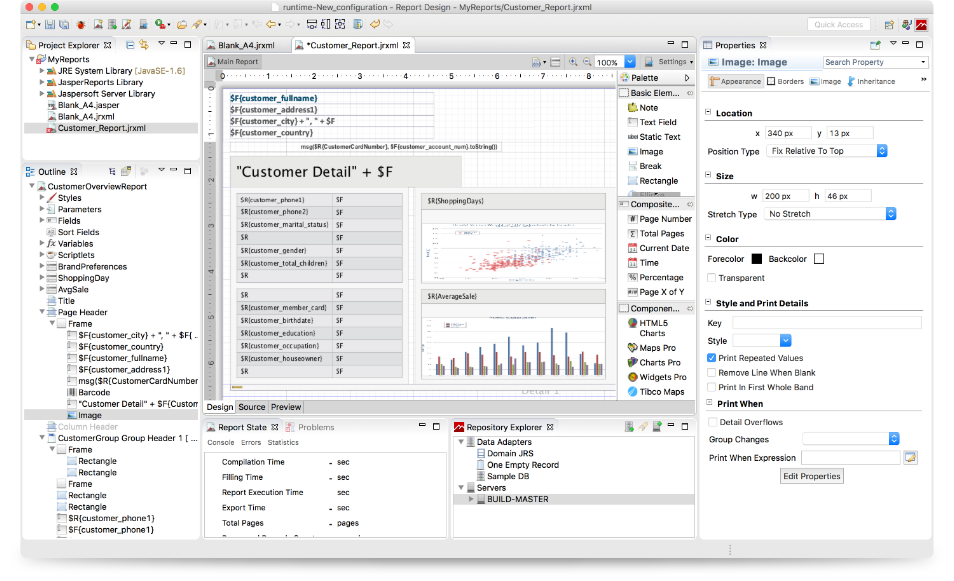 runtime-New_configuration - Report Design - MyReports/Customer_Report.jrxml
Quick Access
Project Explorer
MyReports
JRE System Library [JavaSE-1.6]
JasperReports Library
Jaspersoft Server Library
Blank_A4.jasper
Blank_A4.jrxml
Customer_Report.jrxml
Outline
CustomerOverviewReport
Styles
Parameters
Fields
Sort Fields
fx Variables
Scriptlets
BrandPreferences
ShoppingDay
AvgSale
Title
Page Header
Frame
$F{customer_city} + ", " + $F{ ..
$F{customer_country}
$F{customer_fullname}
$F{customer_address1}
msg($R{CustomerCardNumber
Barcode
"Customer Detail" + $F{Custom
Image
Column Header
CustomerGroup Group Header 1 [ ...
Frame
Rectangle
Rectangle
Frame
Rectangle
Rectangle
$R{customer_phone1}
$F{customer_phone1}
Blank_A4.jrxml
*Customer_Report.jrxml
Main Report
100%
Settings
0 1 2 3 4 5 6 7 8
$F{customer_fullname}
$F{customer_address1}
$F{customer_city} + ", " + $F
$F{customer_country}
msg($R{CustomerCardNumber}, $F{customer_account_num}.toString())
"Customer Detail" + $F
$R{customer_phone1} $F
$R{customer_phone2} $F
$R{customer_marital_status} $F
$R $F
$R{customer_gender} $F
$R{customer_total_children} $F
$R $F
$R $F
$R{customer_member_card} $F
$R{customer_birthdate} $F
$R{customer_education} $F
$R{customer_occupation} $F
$R{customer_houseowner} $F
$R $F
$R{ShoppingDays}
$R{AverageSale}
Detail 1
Design Source Preview
Palette
Basic Elem...
Note
Text Field
Static Text
Image
Break
Rectangle
Composite...
Page Number
Total Pages
Current Date
Time
Percentage
Page X of Y
Componen...
HTML5 Charts
Maps Pro
Charts Pro
Widgets Pro
Tibco Maps
Report State
Problems
Console Errors Statistics
Compilation Time - sec
Filling Time - sec
Report Execution Time - sec
Export Time - sec
Total Pages - pages
Repository Explorer
Data Adapters
Domain JRS
One Empty Record
Sample DB
Servers
BUILD-MASTER
Properties
Image: Image
Search Property
Appearance Borders Image Inheritance
Location
x 340 px y 13 px
Position Type Fix Relative To Top
Size
w 200 px h 46 px
Stretch Type No Stretch
Color
Forecolor Backcolor
Transparent
Style and Print Details
Key
Style
Print Repeated Values
Remove Line When Blank
Print In First Whole Band
Print When
Detail Overflows
Group Changes
Print When Expression
Edit Properties